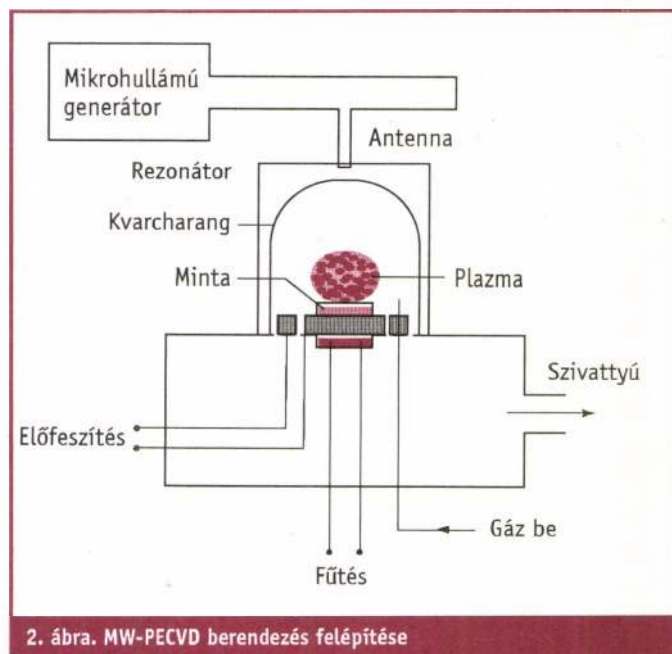 Mikrohullámú
generátor
Antenna
Rezonátor
Kvarcharang
Minta
Plazma
Szivattyú
Előfeszítés
Gáz be
Fűtés
2. ábra. MW-PECVD berendezés felépítése